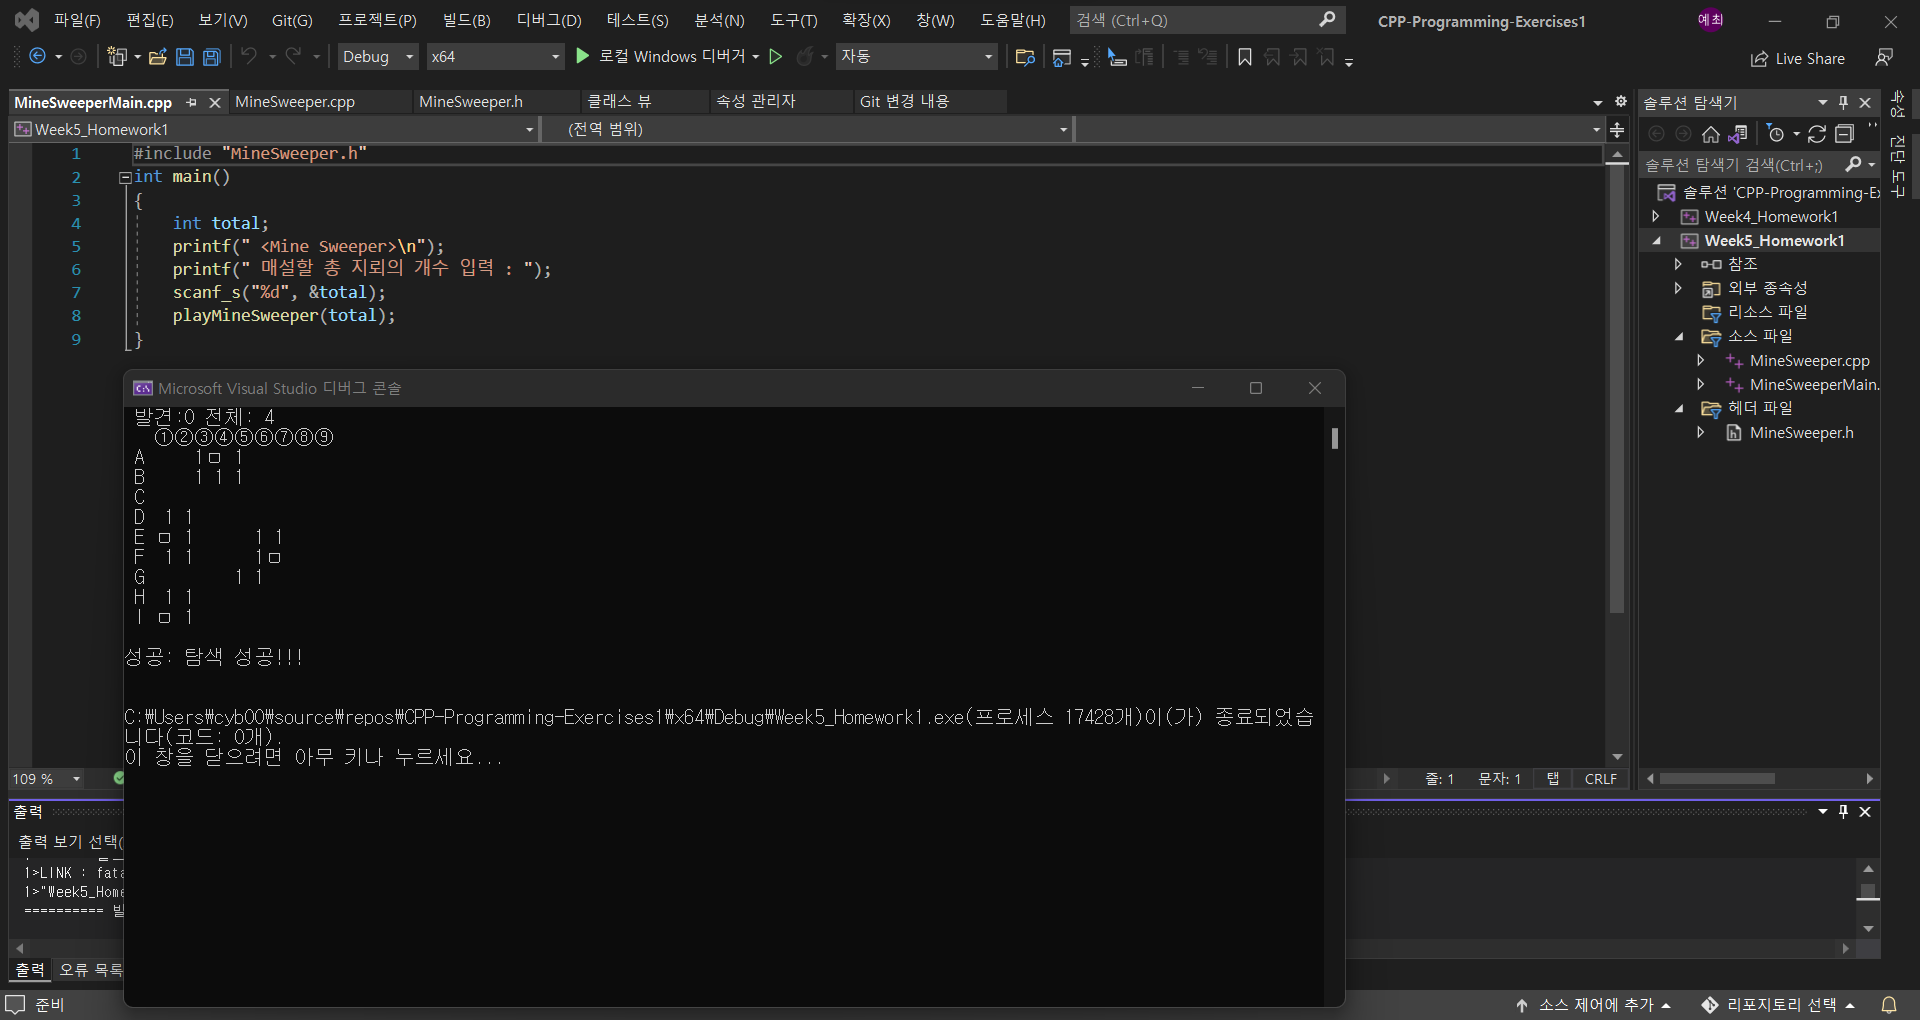 파일(F) 편집(E) 보기(V) Git(G) 프로젝트(P) 빌드(B) 디버그(D) 테스트(S) 분석(N) 도구(T) 확장(X) 창(W) 도움말(H) 검색 (Ctrl+Q) CPP-Programming-Exercises1 예최
Debug x64 로컬 Windows 디버거 자동 Live Share
MineSweeperMain.cpp MineSweeper.cpp MineSweeper.h 클래스 뷰 속성 관리자 Git 변경 내용
Week5_Homework1 (전역 범위)
1 #include "MineSweeper.h"
2 int main()
3 {
4 int total;
5 printf(" <Mine Sweeper>\n");
6 printf(" 매설할 총 지뢰의 개수 입력 : ");
7 scanf_s("%d", &total);
8 playMineSweeper(total);
9 }
Microsoft Visual Studio 디버그 콘솔
발견:0 전체: 4
①②③④⑤⑥⑦⑧⑨
A 1□ 1
B 1 1 1
C
D 1 1
E □ 1 1 1
F 1 1 1□
G 1 1
H 1 1
I □ 1
성공: 탐색 성공!!!
C:\Users\cyb00\source\repos\CPP-Programming-Exercises1\x64\Debug\Week5_Homework1.exe(프로세스 17428개)이(가) 종료되었습
니다(코드: 0개).
이 창을 닫으려면 아무 키나 누르세요...
109 % 줄: 1 문자: 1 탭 CRLF
출력
출력 보기 선택(
1>LINK : fata
1>"Week5_Home
========== 빌
출력 오류 목록
준비 소스 제어에 추가 리포지토리 선택
솔루션 탐색기
솔루션 탐색기 검색(Ctrl+;)
솔루션 'CPP-Programming-Ex
Week4_Homework1
Week5_Homework1
참조
외부 종속성
리소스 파일
소스 파일
MineSweeper.cpp
MineSweeperMain.
헤더 파일
MineSweeper.h
속성
진단 도구